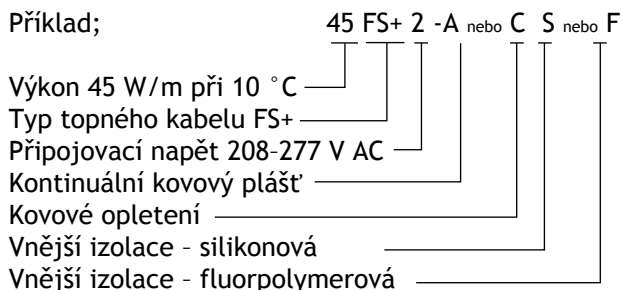 Příklad; 45 FS+ 2 -A nebo C S nebo F
Výkon 45 W/m při 10 °C
Typ topného kabelu FS+
Připojovací napět 208-277 V AC
Kontinuální kovový plášť
Kovové opletení
Vnější izolace - silikonová
Vnější izolace - fluorpolymerová